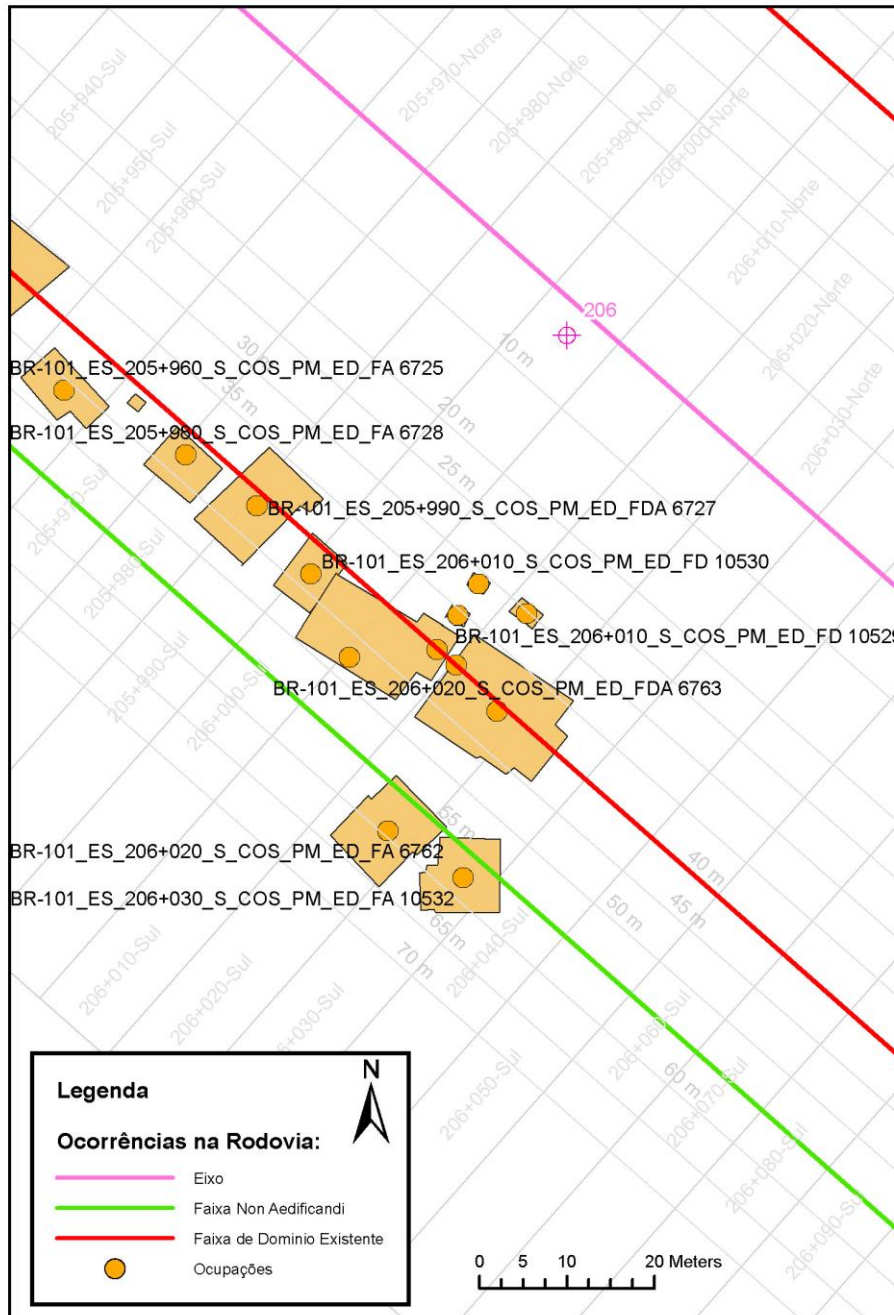 205+940-Sul
205+970-Norte
205+980-Norte
205+990-Norte
206+000-Norte
205+950-Sul
205+960-Sul
206+010-Norte
206
206+020-Norte
10 m
30 m
BR-101_ES_205+960_S_COS_PM_ED_FA 6725
35 m
20 m
206+030-Norte
BR-101_ES_205+980_S_COS_PM_ED_FA 6728
25 m
205+970-Sul
BR-101_ES_205+990_S_COS_PM_ED_FDA 6727
BR-101_ES_206+010_S_COS_PM_ED_FD 10530
205+980-Sul
BR-101_ES_206+010_S_COS_PM_ED_FD 10529
205+990-Sul
BR-101_ES_206+020_S_COS_PM_ED_FDA 6763
206+000-Sul
55 m
BR-101_ES_206+020_S_COS_PM_ED_FA 6762
40 m
BR-101_ES_206+030_S_COS_PM_ED_FA 10532
50 m
45 m
65 m
70 m
206+040-Sul
206+010-Sul
206+020-Sul
+030-Sul
206+060-Sul
60 m
206+050-Sul
206+070-Sul
206+080-Sul
206+090-Sul
Legenda
N
Ocorrências na Rodovia:
Eixo
Faixa Non Aedificandi
Faixa de Dominio Existente
Ocupações
0 5 10 20 Meters